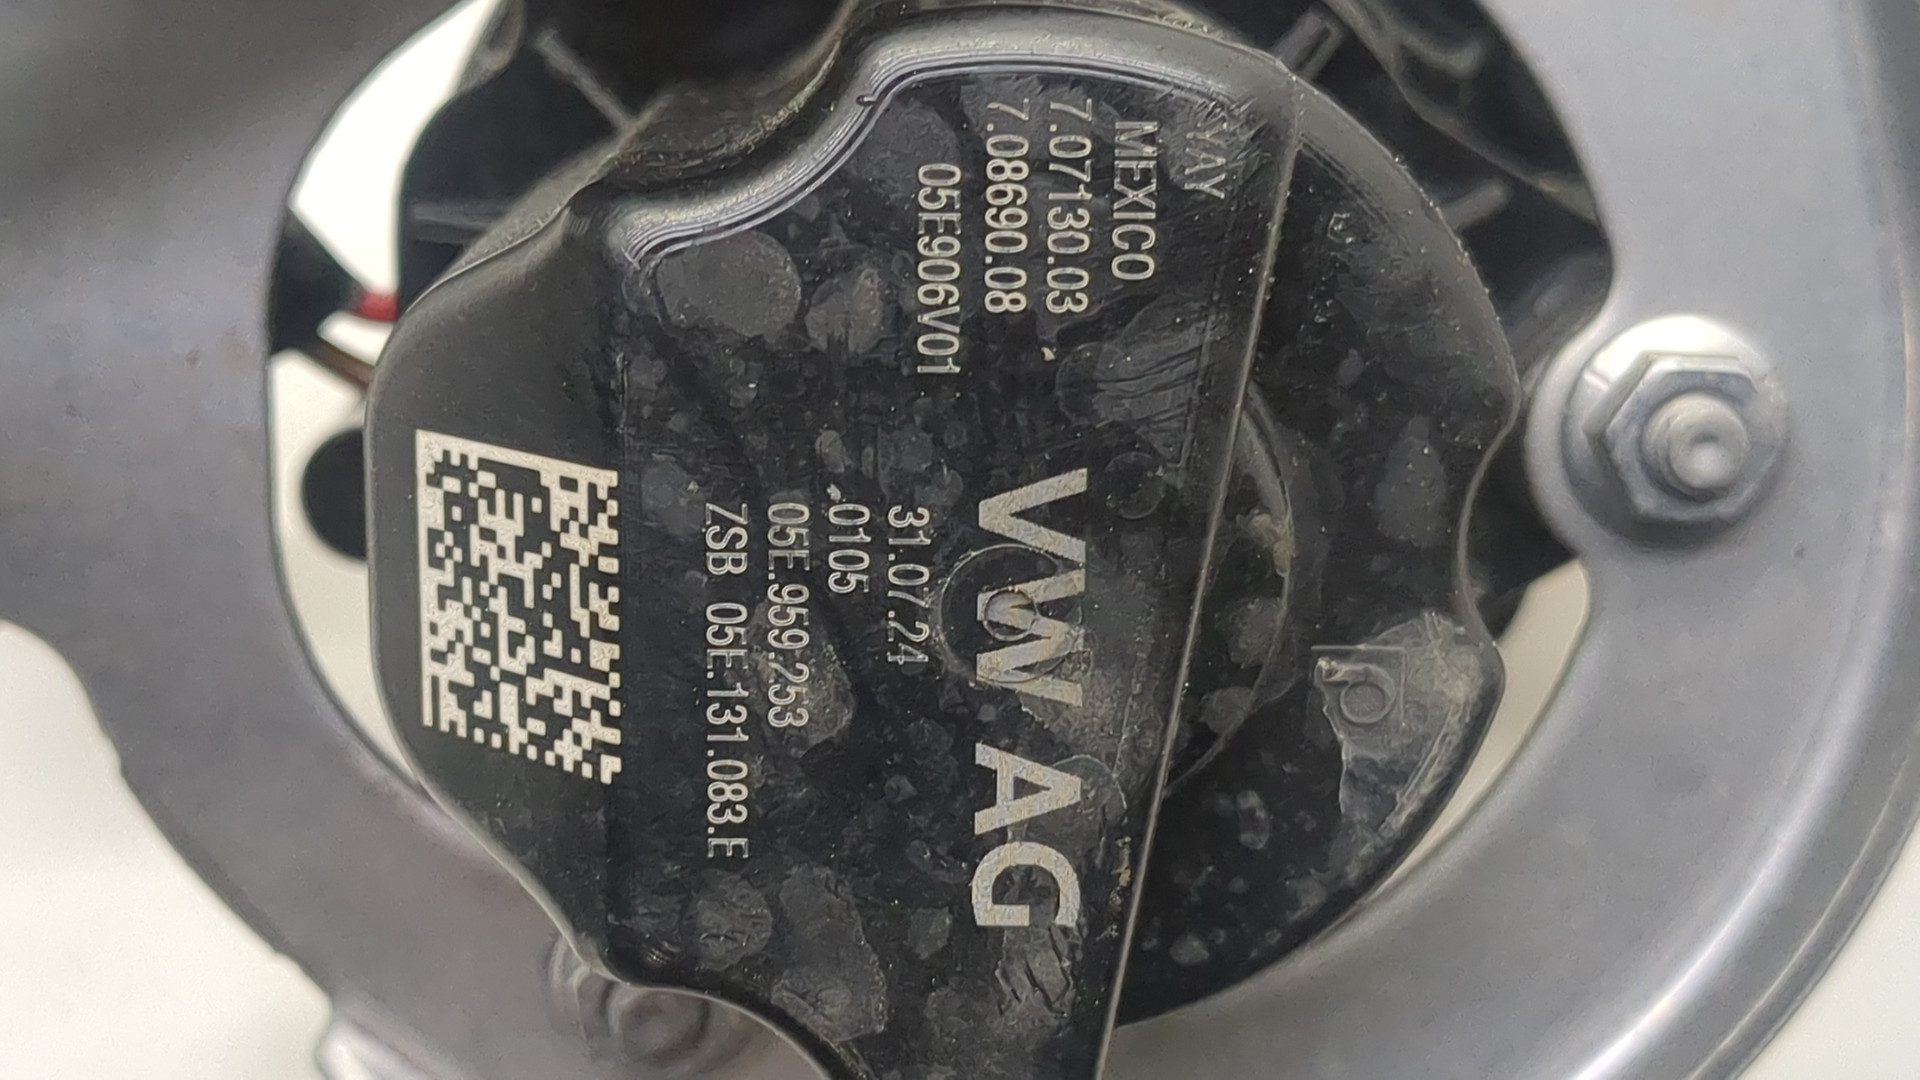 YAY
MEXICO
7.07130.03
7.08690.08
05E906V01
VW AG
31.07.24
.0105
05E.959.253
ZSB 05E.131.083.E